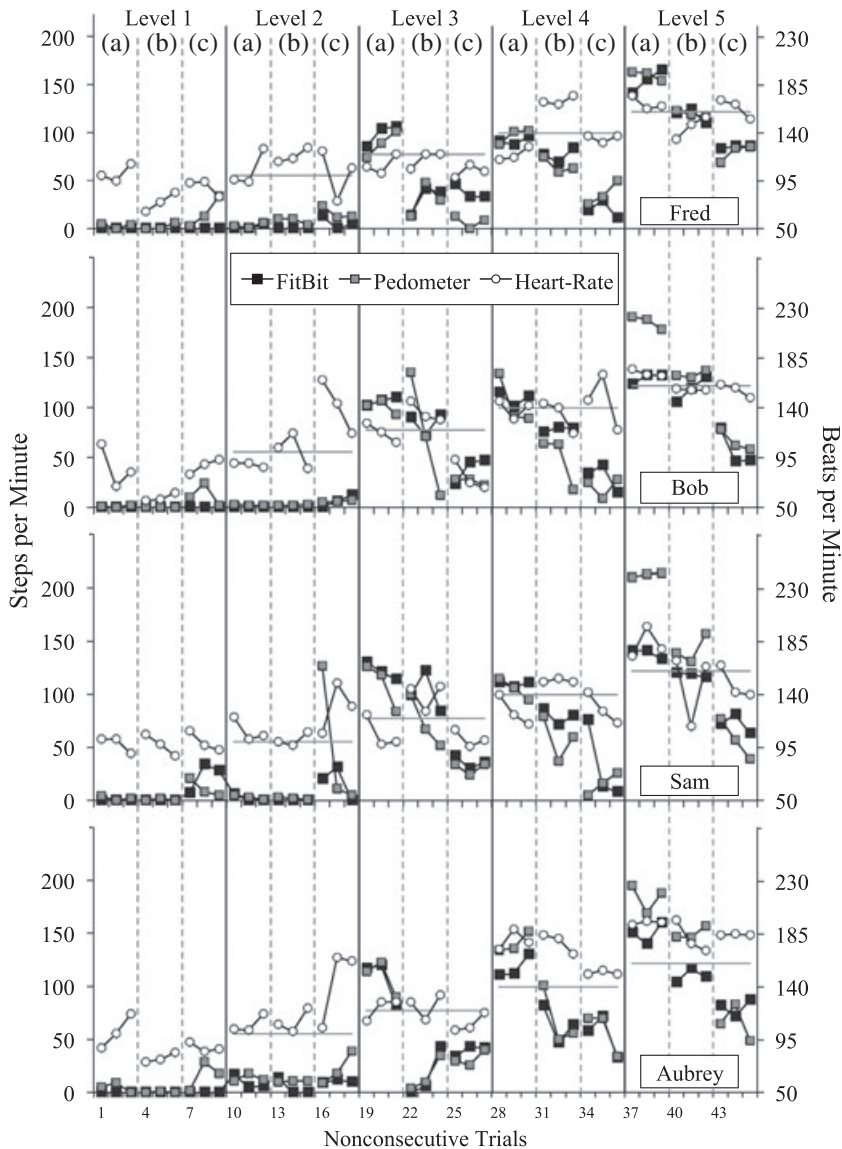 Level 1 Level 2 Level 3 Level 4 Level 5
(a) (b) (c) (a) (b) (c) (a) (b) (c) (a) (b) (c) (a) (b) (c)
200 230
150 185
100 140
50 95
0 50
Fred
FitBit Pedometer Heart-Rate
200 230
150 185
100 140
50 95
0 50
Bob
Steps per Minute
Beats per Minute
200 230
150 185
100 140
50 95
0 50
Sam
200 230
150 185
100 140
50 95
0 50
Aubrey
1 4 7 10 13 16 19 22 25 28 31 34 37 40 43
Nonconsecutive Trials